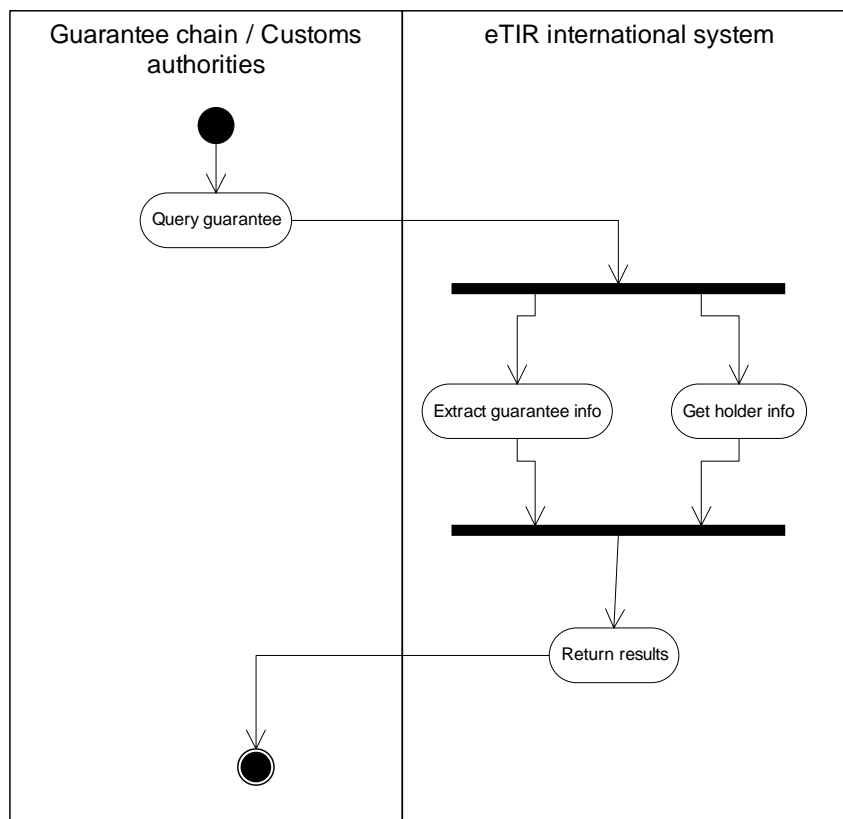 Guarantee chain / Customs
authorities
eTIR international system
Query guarantee
Extract guarantee info
Get holder info
Return results